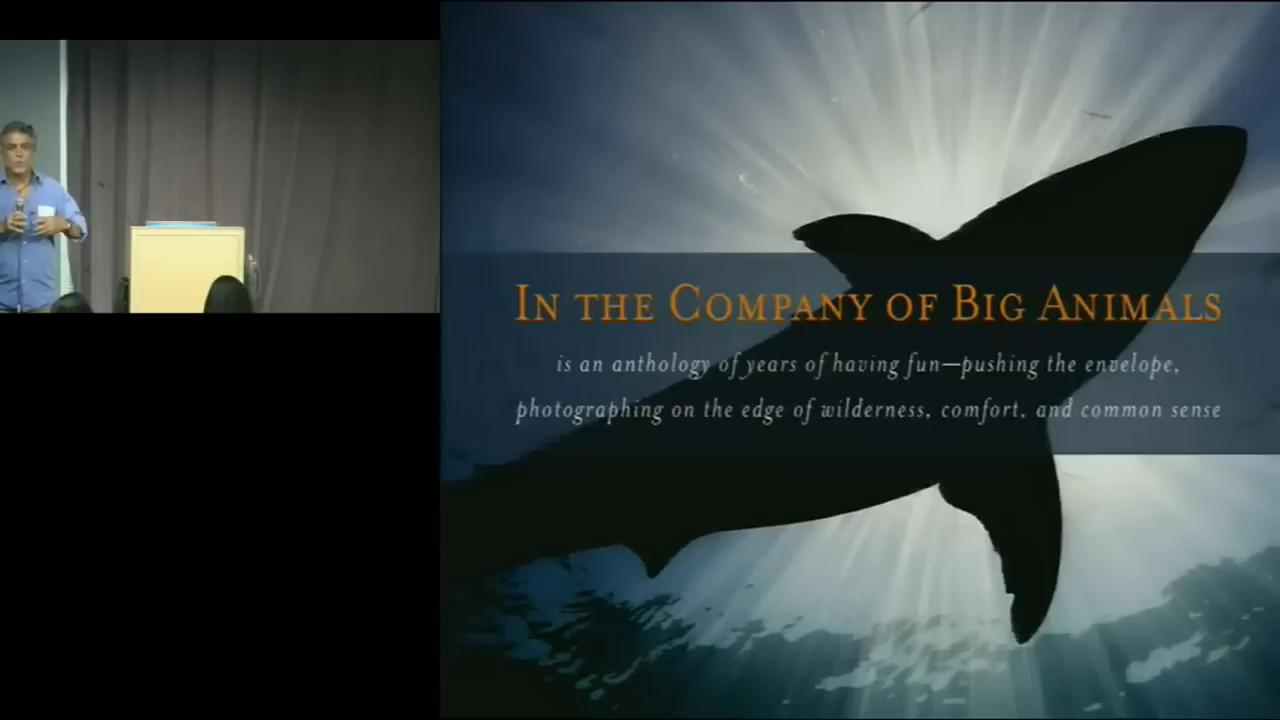 In the Company of Big Animals
is an anthology of years of having fun—pushing the envelope,
photographing on the edge of wilderness, comfort, and common sense